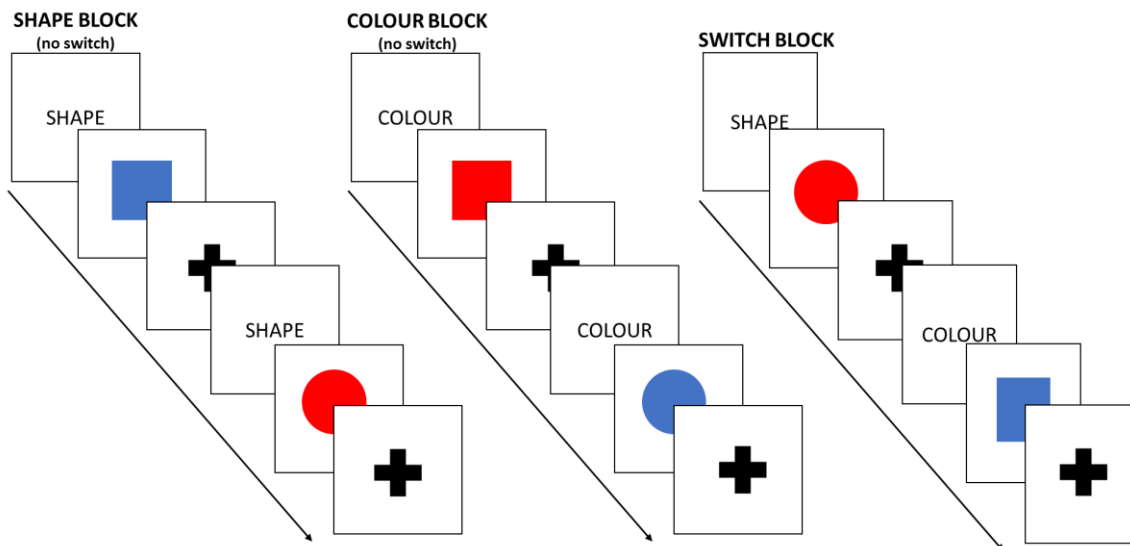 SHAPE BLOCK
(no switch)
SHAPE
SHAPE
COLOUR BLOCK
(no switch)
COLOUR
COLOUR
SWITCH BLOCK
SHAPE
COLOUR